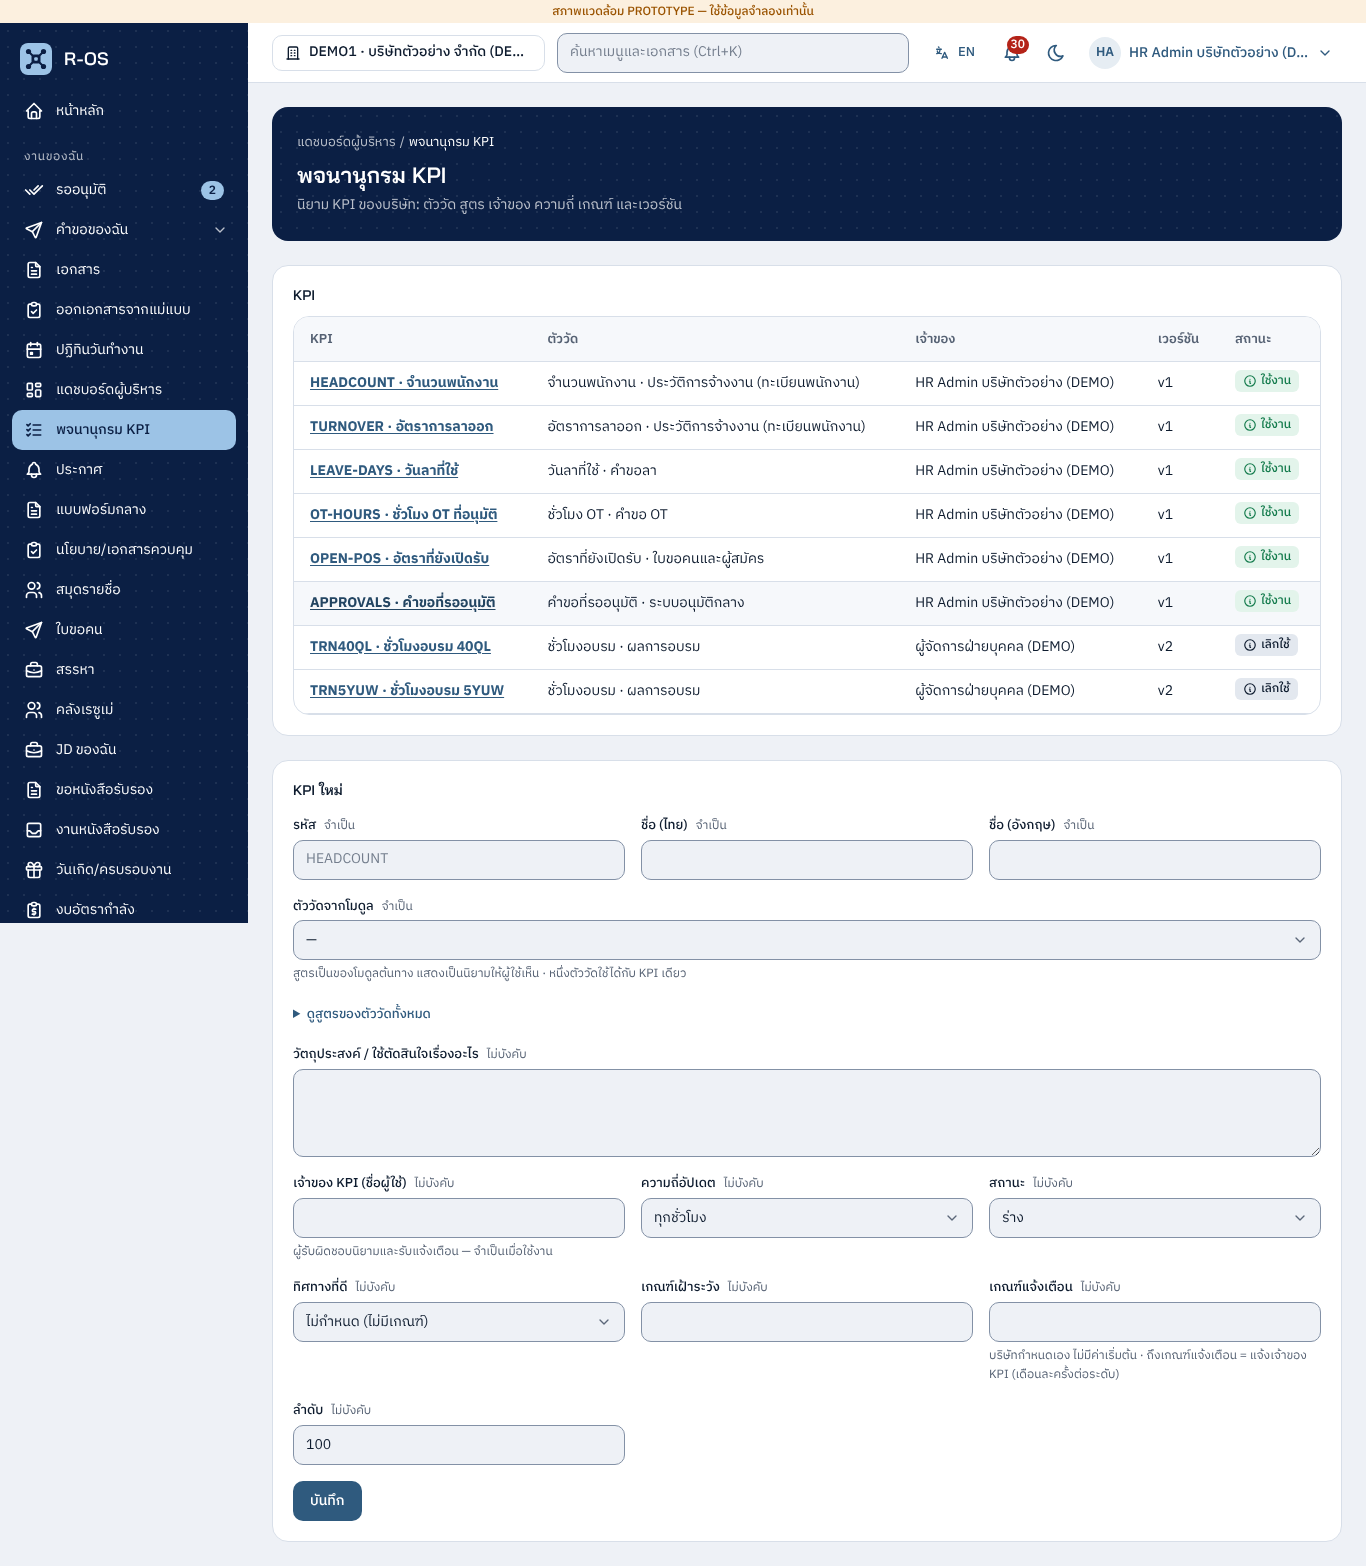 สภาพแวดล้อม PROTOTYPE — ใช้ข้อมูลจำลองเท่านั้น
R-OS
DEMO1 · บริษัทตัวอย่าง จำกัด (DE...
ค้นหาเมนูและเอกสาร (Ctrl+K)
EN
30
HA
HR Admin บริษัทตัวอย่าง (D...
หน้าหลัก
งานของฉัน
รออนุมัติ
2
คำขอของฉัน
เอกสาร
ออกเอกสารจากแม่แบบ
ปฏิทินวันทำงาน
แดชบอร์ดผู้บริหาร
พจนานุกรม KPI
ประกาศ
แบบฟอร์มกลาง
นโยบาย/เอกสารควบคุม
สมุดรายชื่อ
ใบขอคน
สรรหา
คลังเรซูเม่
JD ของฉัน
ขอหนังสือรับรอง
งานหนังสือรับรอง
วันเกิด/ครบรอบงาน
งบอัตรากำลัง
แดชบอร์ดผู้บริหาร / พจนานุกรม KPI
พจนานุกรม KPI
นิยาม KPI ของบริษัท: ตัววัด สูตร เจ้าของ ความถี่ เกณฑ์ และเวอร์ชัน
KPI
KPI ตัววัด เจ้าของ เวอร์ชัน สถานะ
HEADCOUNT · จำนวนพนักงาน จำนวนพนักงาน · ประวัติการจ้างงาน (ทะเบียนพนักงาน) HR Admin บริษัทตัวอย่าง (DEMO) v1 ใช้งาน
TURNOVER · อัตราการลาออก อัตราการลาออก · ประวัติการจ้างงาน (ทะเบียนพนักงาน) HR Admin บริษัทตัวอย่าง (DEMO) v1 ใช้งาน
LEAVE-DAYS · วันลาที่ใช้ วันลาที่ใช้ · คำขอลา HR Admin บริษัทตัวอย่าง (DEMO) v1 ใช้งาน
OT-HOURS · ชั่วโมง OT ที่อนุมัติ ชั่วโมง OT · คำขอ OT HR Admin บริษัทตัวอย่าง (DEMO) v1 ใช้งาน
OPEN-POS · อัตราที่ยังเปิดรับ อัตราที่ยังเปิดรับ · ใบขอคนและผู้สมัคร HR Admin บริษัทตัวอย่าง (DEMO) v1 ใช้งาน
APPROVALS · คำขอที่รออนุมัติ คำขอที่รออนุมัติ · ระบบอนุมัติกลาง HR Admin บริษัทตัวอย่าง (DEMO) v1 ใช้งาน
TRN40QL · ชั่วโมงอบรม 40QL ชั่วโมงอบรม · ผลการอบรม ผู้จัดการฝ่ายบุคคล (DEMO) v2 เลิกใช้
TRN5YUW · ชั่วโมงอบรม 5YUW ชั่วโมงอบรม · ผลการอบรม ผู้จัดการฝ่ายบุคคล (DEMO) v2 เลิกใช้
KPI ใหม่
รหัส จำเป็น ชื่อ (ไทย) จำเป็น ชื่อ (อังกฤษ) จำเป็น
HEADCOUNT
ตัววัดจากโมดูล จำเป็น
—
สูตรเป็นของโมดูลต้นทาง แสดงเป็นนิยามให้ผู้ใช้เห็น · หนึ่งตัววัดใช้ได้กับ KPI เดียว
ดูสูตรของตัววัดทั้งหมด
วัตถุประสงค์ / ใช้ตัดสินใจเรื่องอะไร ไม่บังคับ
เจ้าของ KPI (ชื่อผู้ใช้) ไม่บังคับ ความถี่อัปเดต ไม่บังคับ สถานะ ไม่บังคับ
ทุกชั่วโมง ร่าง
ผู้รับผิดชอบนิยามและรับแจ้งเตือน — จำเป็นเมื่อใช้งาน
ทิศทางที่ดี ไม่บังคับ เกณฑ์เฝ้าระวัง ไม่บังคับ เกณฑ์แจ้งเตือน ไม่บังคับ
ไม่กำหนด (ไม่มีเกณฑ์)
บริษัทกำหนดเอง ไม่มีค่าเริ่มต้น · ถึงเกณฑ์แจ้งเตือน = แจ้งเจ้าของ
KPI (เดือนละครั้งต่อระดับ)
ลำดับ ไม่บังคับ
100
บันทึก